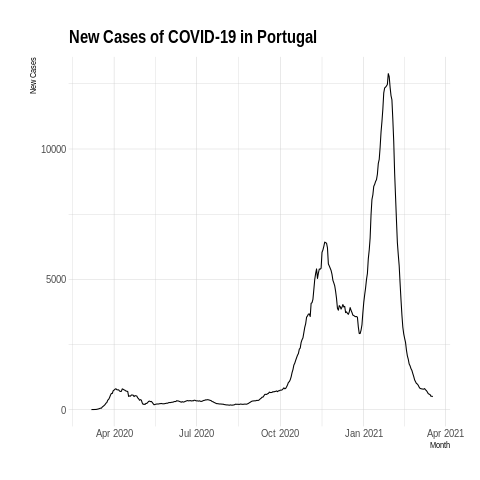 New Cases of COVID-19 in Portugal
New Cases
10000
5000
0
Apr 2020 Jul 2020 Oct 2020 Jan 2021 Apr 2021
Month